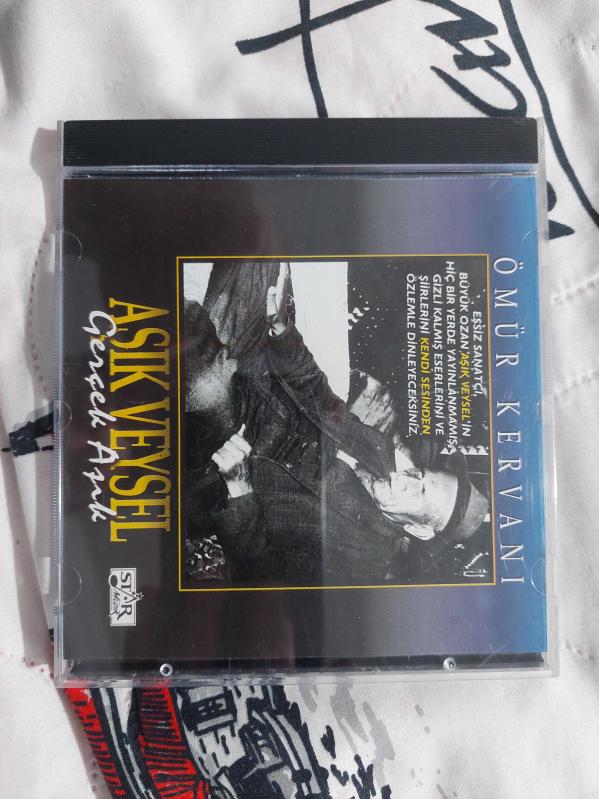 ÖMÜR KERVANI
EŞSİZ SANATÇI,
BÜYÜK OZAN AŞIK VEYSEL'İN
HİÇ BİR YERDE YAYINLANMAMIŞ,
GİZLİ KALMIŞ ESERLERİNİ VE
ŞİİRLERİNİ KENDİ SESİNDEN
ÖZLEMLE DİNLEYECEKSİNİZ.
AŞIK VEYSEL
Gerçek Aşık
STAR
Müzik